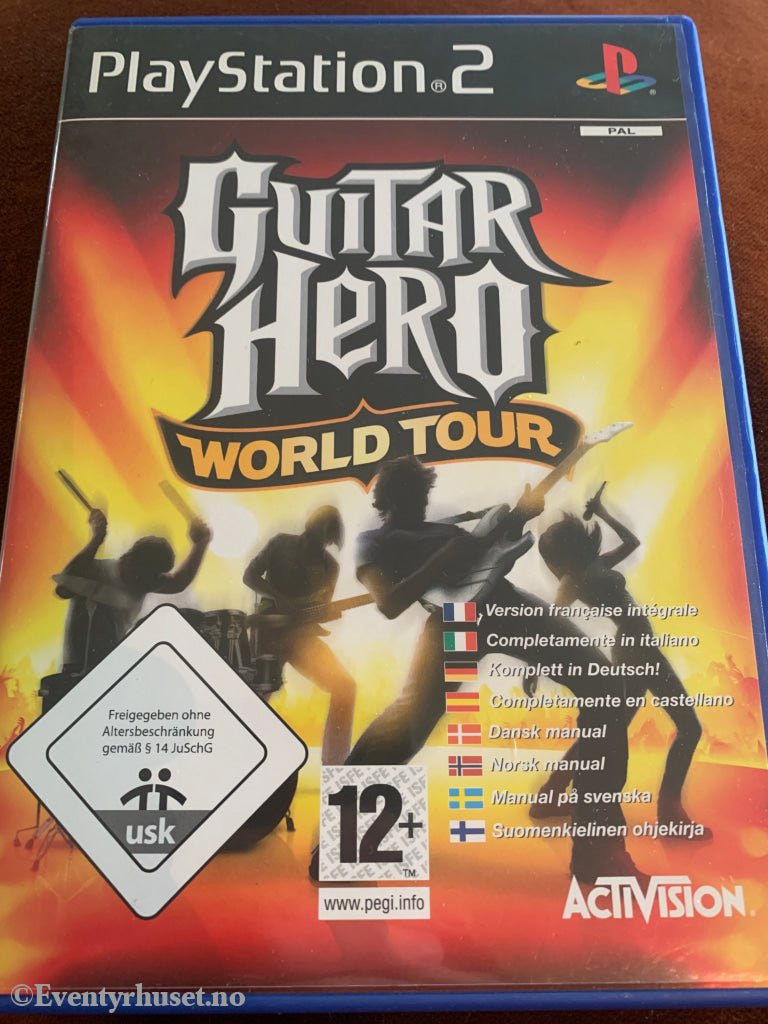 PlayStation®2
PAL
GUITAR
HERO
WORLD TOUR
Version française intégrale
Completamente in italiano
Komplett in Deutsch!
Completamente en castellano
Dansk manual
Norsk manual
Manual på svenska
Suomenkielinen ohjekirja
Freigegeben ohne
Altersbeschränkung
gemäß § 14 JuSchG
usk
ISFE
12+
TM
www.pegi.info
ACTIVISION®
©Eventyrhuset.no